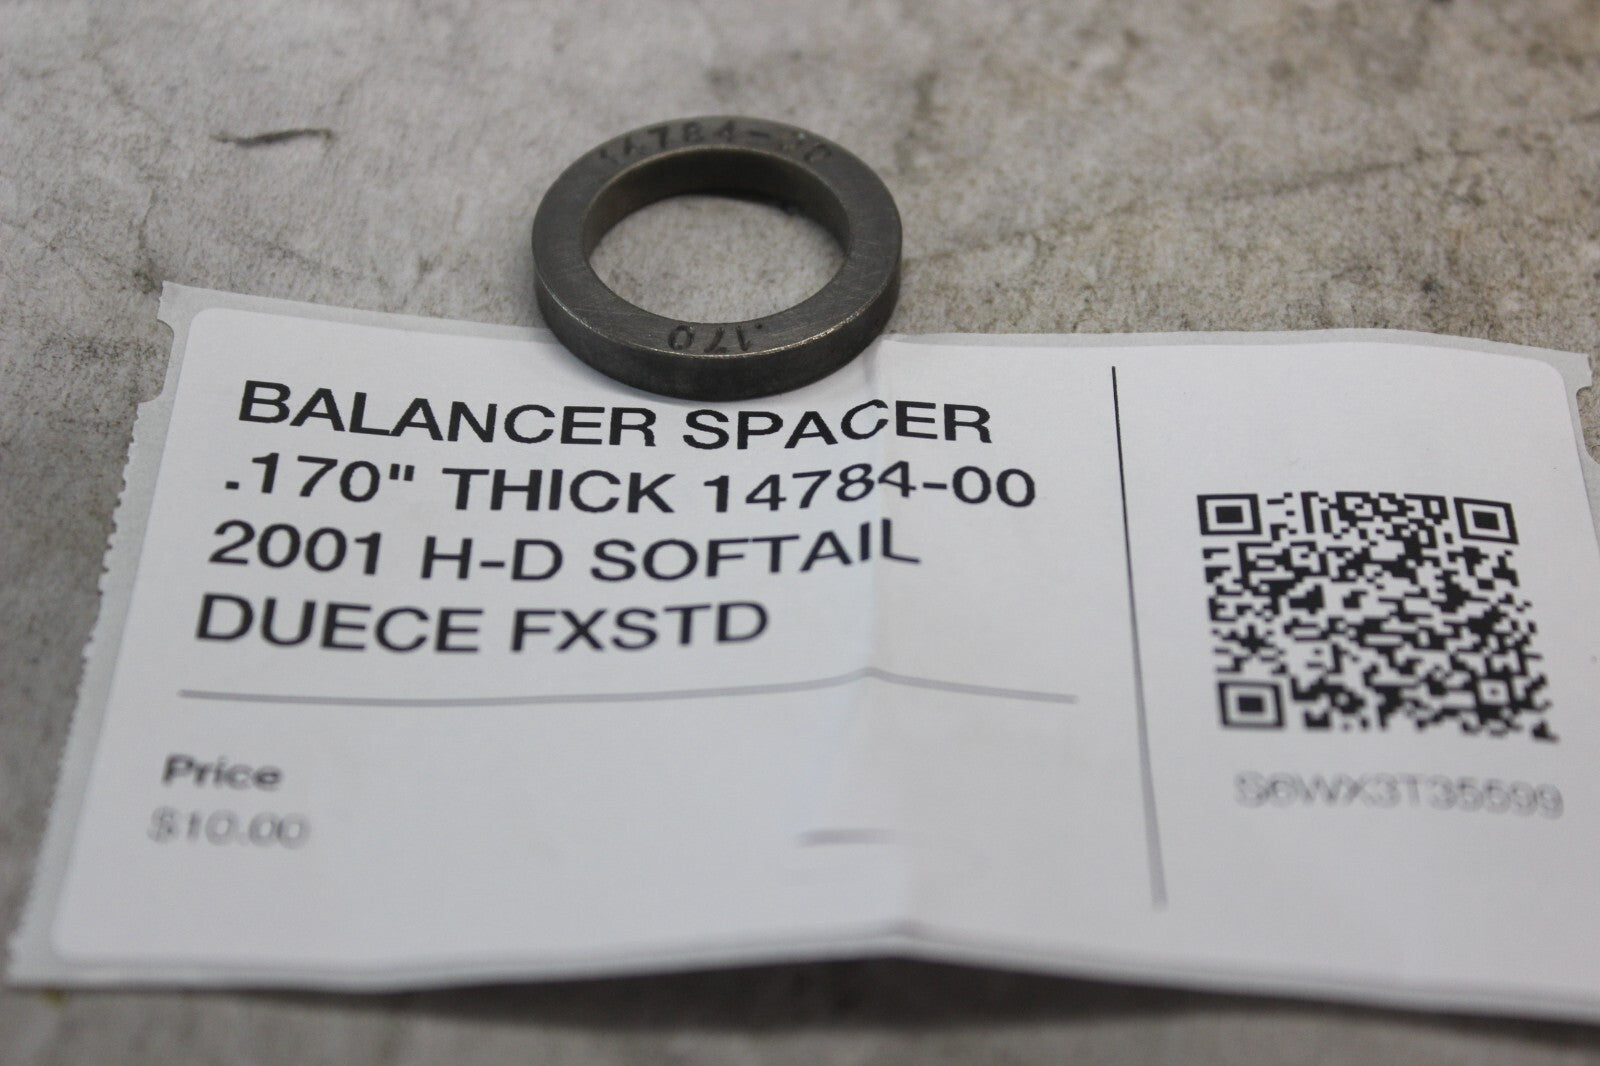 14784-00
.170
BALANCER SPACER
.170" THICK 14784-00
2001 H-D SOFTAIL
DUECE FXSTD
Price
$10.00
S6WX3T35599